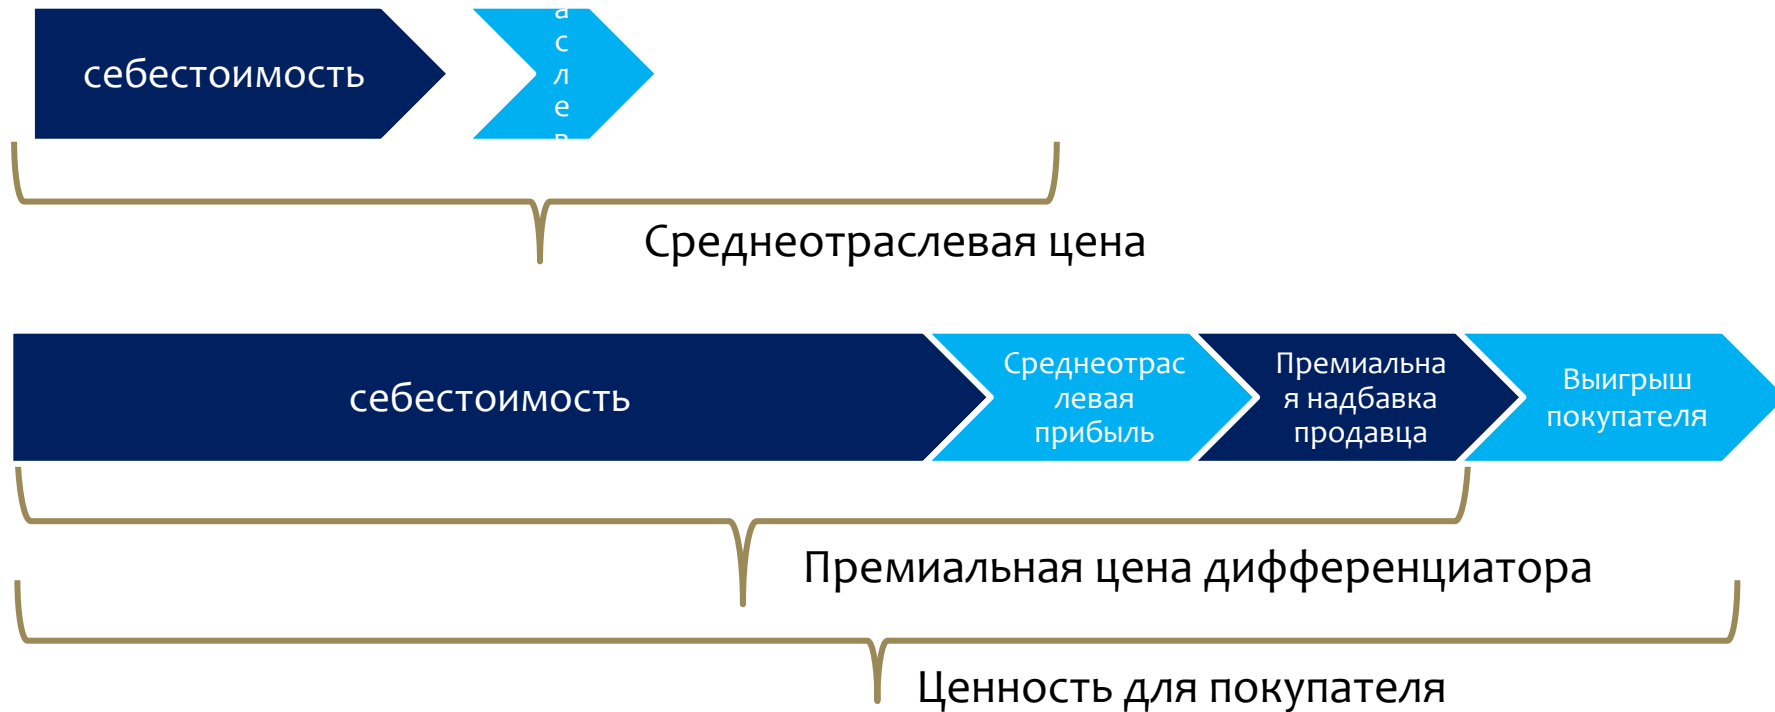 себестоимость
а
с
л
е
Среднеотраслевая цена
себестоимость
Среднеотрас
левая
прибыль
Премиальна
я надбавка
продавца
Выигрыш
покупателя
Премиальная цена дифференциатора
Ценность для покупателя